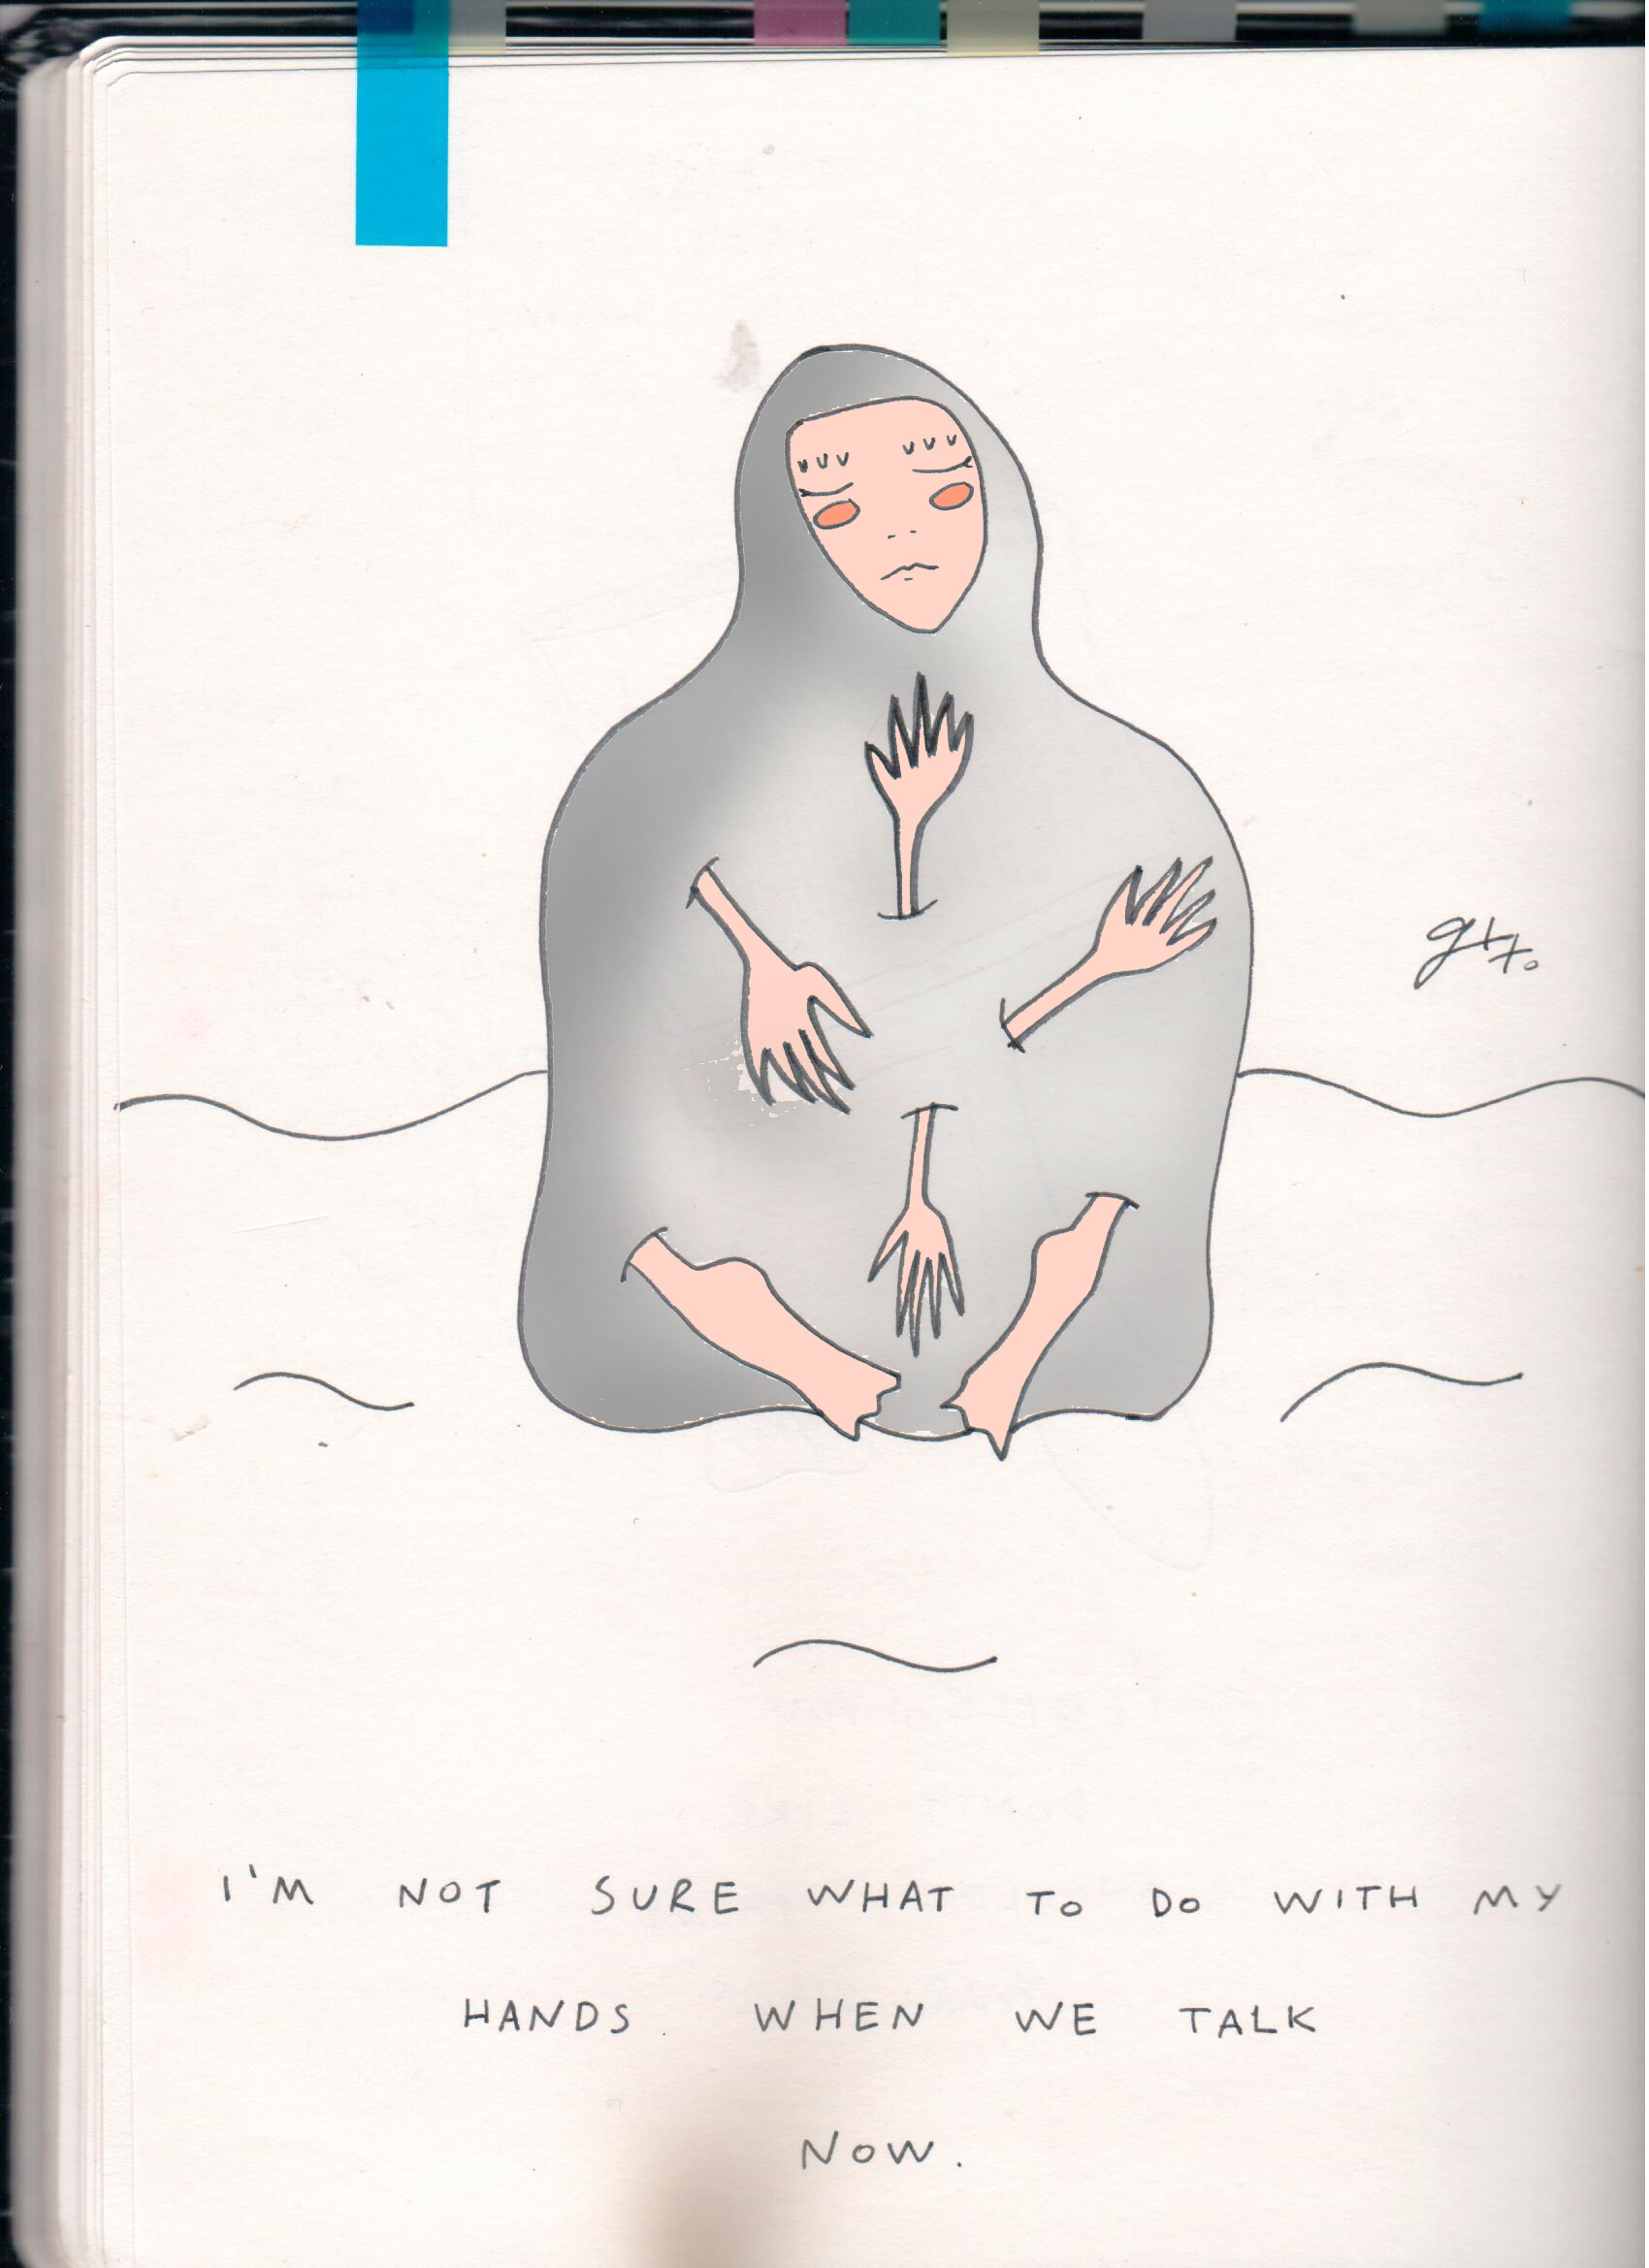 I'M NOT SURE WHAT TO DO WITH MY
HANDS. WHEN WE TALK
NOW.